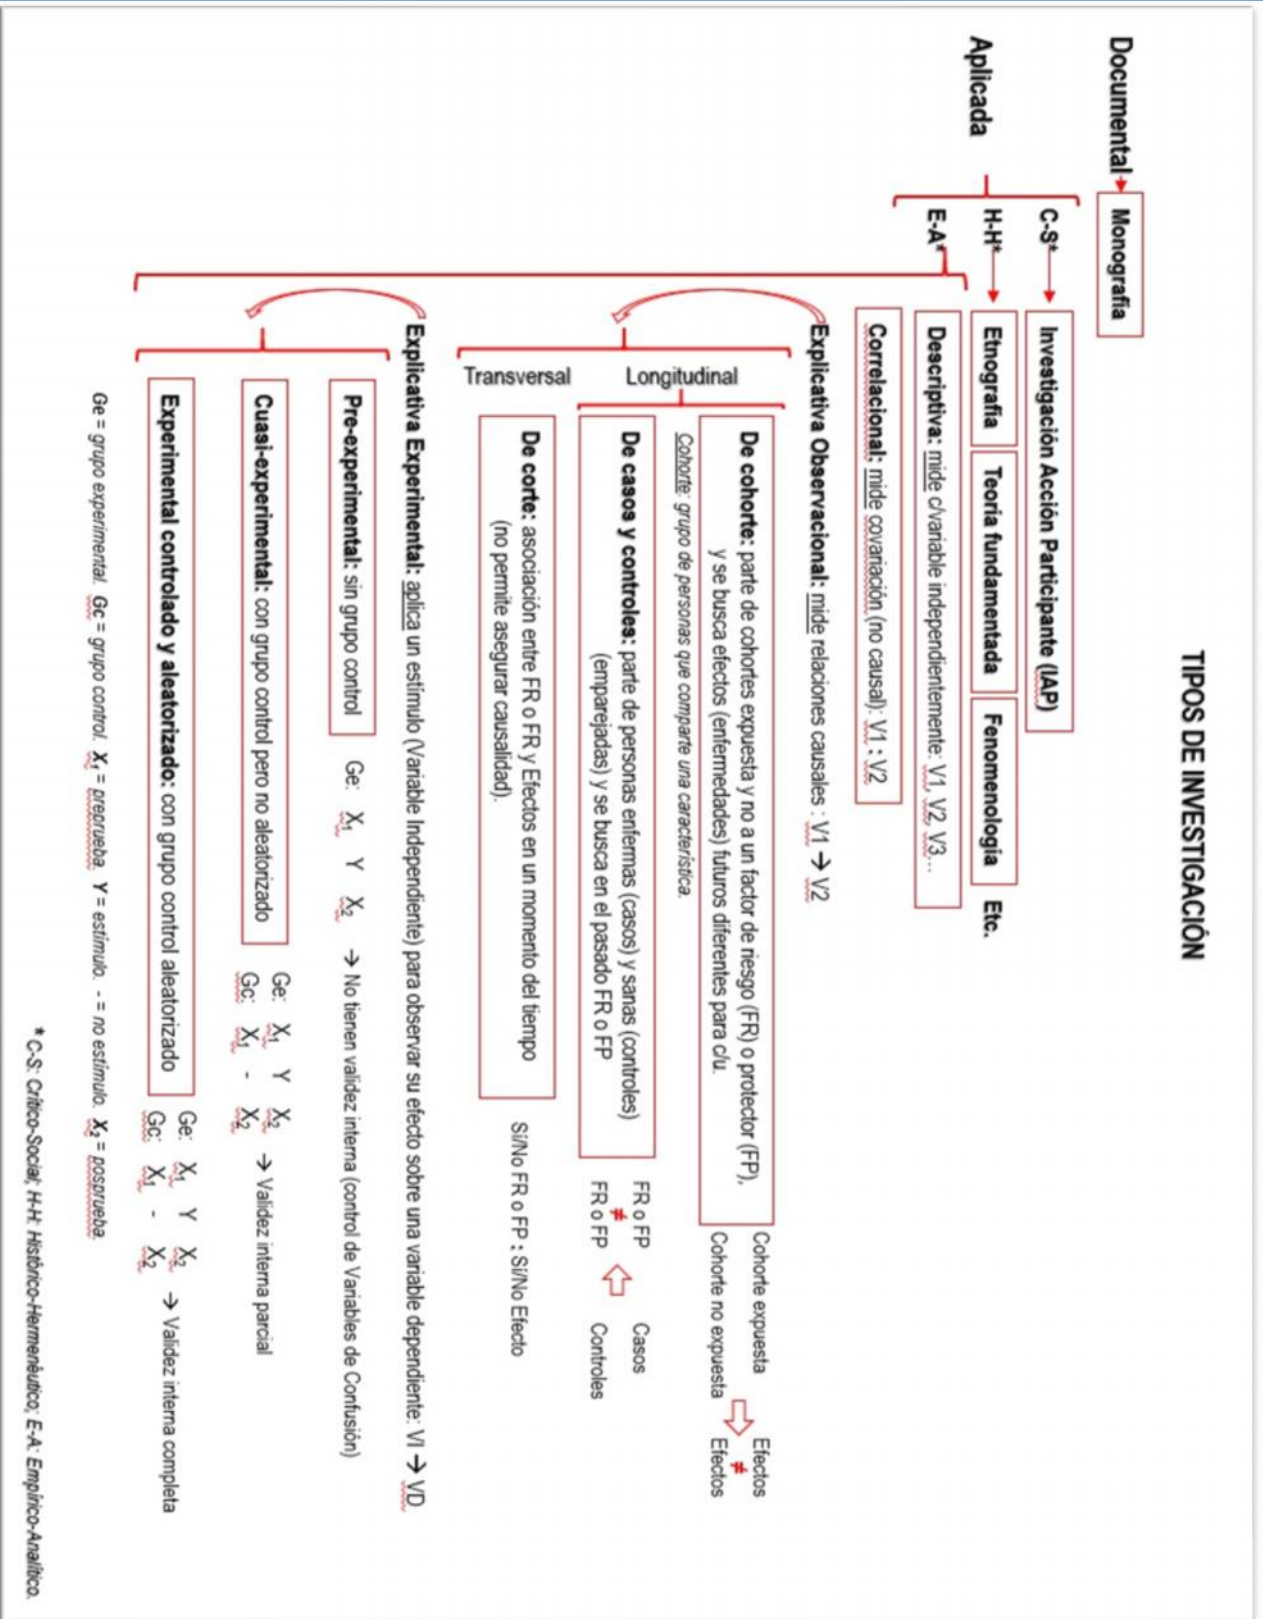 TIPOS DE INVESTIGACIÓN
Documental
Monografía
Aplicada
C-S*
Investigación Acción Participante (IAP)
H-H*
Etnografía
Teoría fundamentada
Fenomenología
Etc.
E-A*
Descriptiva: mide c/variable independientemente: V1, V2, V3…
Correlacional: mide covariación (no causal): V1 : V2
Explicativa Observacional: mide relaciones causales : V1 → V2
Longitudinal
De cohorte: parte de cohortes expuesta y no a un factor de riesgo (FR) o protector (FP),
y se busca efectos (enfermedades) futuros diferentes para c/u.
Cohorte expuesta
Efectos
≠
Cohorte no expuesta
Efectos
Cohorte: grupo de personas que comparte una característica.
De casos y controles: parte de personas enfermas (casos) y sanas (controles)
(emparejadas) y se busca en el pasado FR o FP
FR o FP
Casos
≠
FR o FP
Controles
Transversal
De corte: asociación entre FR o FR y Efectos en un momento del tiempo
(no permite asegurar causalidad).
Si/No FR o FP : Si/No Efecto
Explicativa Experimental: aplica un estímulo (Variable Independiente) para observar su efecto sobre una variable dependiente: VI → VD
Pre-experimental: sin grupo control
Ge: X1 Y X2 → No tienen validez interna (control de Variables de Confusión)
Cuasi-experimental: con grupo control pero no aleatorizado
Ge: X1 Y X2
Gc: X1 - X2
→ Validez interna parcial
Experimental controlado y aleatorizado: con grupo control aleatorizado
Ge: X1 Y X2
Gc: X1 - X2
→ Validez interna completa
Ge = grupo experimental. Gc = grupo control. X1 = preprueba. Y = estímulo. - = no estímulo. X2 = posprueba.
* C-S: Crítico-Social; H-H: Histórico-Hermenéutico; E-A: Empírico-Analítico.